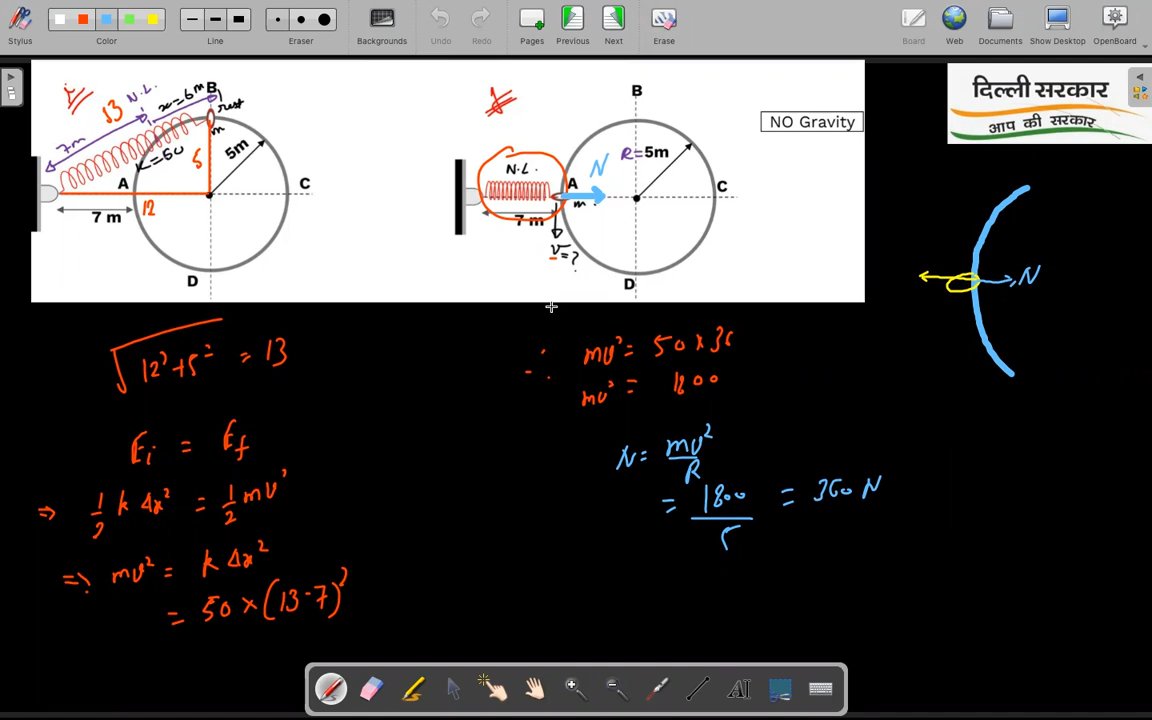 Stylus
Color
Line
Eraser
Backgrounds
Undo
Redo
Pages
Previous
Next
Erase
Board
Web
Documents
Show Desktop
OpenBoard
i
13
N.L.
x=6m
B
rest
7m
m
K=50
5
5m
A
C
12
7 m
D
f
B
NO Gravity
N.L.
N
R=5m
A
C
m
7 m
v=?
D
दिल्ली सरकार
आप की सरकार
N
√12²+5² = 13
Ei = Ef
⇒ 1/2 k Δx² = 1/2 mv²
⇒ mv² = k Δx²
= 50 × (13-7)²
∴ mv² = 50 × 36
mv² = 1800
N = mv²/R
= 1800/5 = 360 N